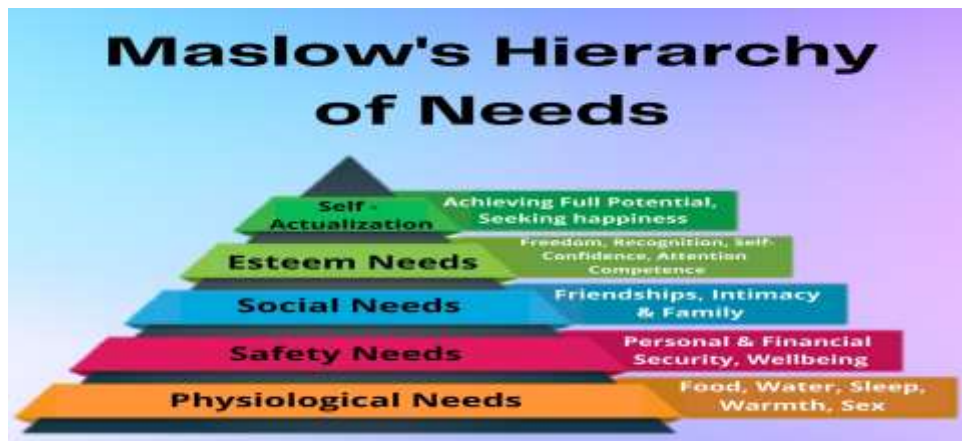 Maslow's Hierarchy
of Needs
Self -
Actualization
Achieving Full Potential,
Seeking happiness
Esteem Needs
Freedom, Recognition, Self-
Confidence, Attention
Competence
Social Needs
Friendships, Intimacy
& Family
Safety Needs
Personal & Financial
Security, Wellbeing
Physiological Needs
Food, Water, Sleep,
Warmth, Sex